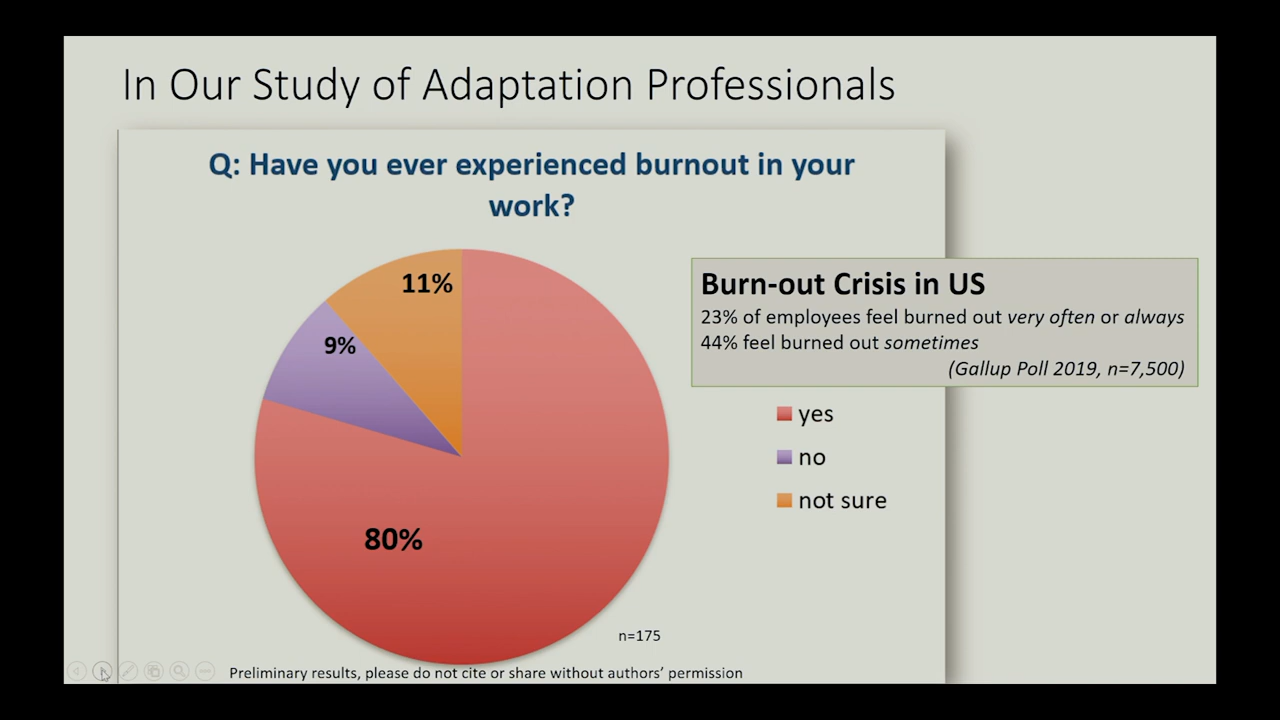 In Our Study of Adaptation Professionals
Q: Have you ever experienced burnout in your
work?
11%
9%
80%
Burn-out Crisis in US
23% of employees feel burned out very often or always
44% feel burned out sometimes
(Gallup Poll 2019, n=7,500)
yes
no
not sure
n=175
Preliminary results, please do not cite or share without authors’ permission